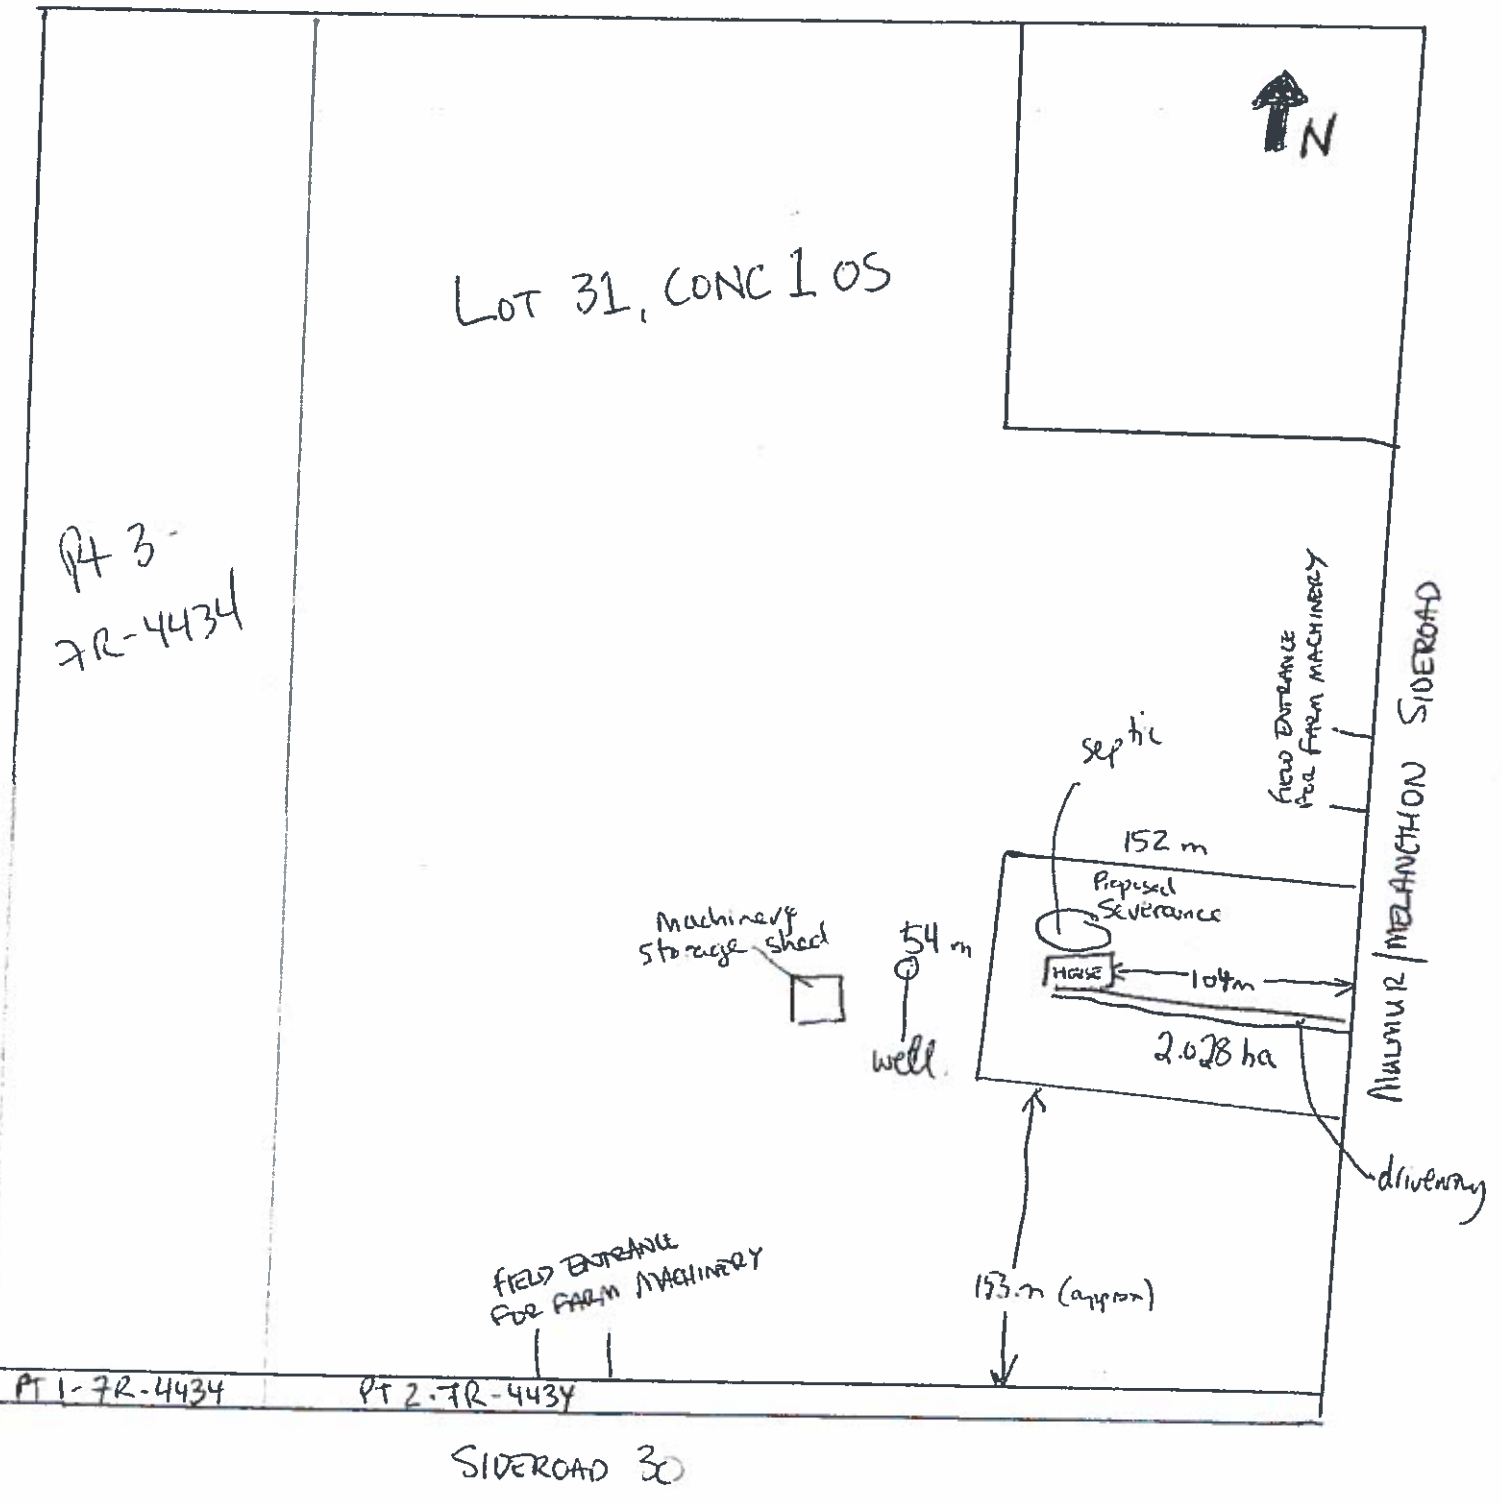 N
LOT 31, CONC 1 OS
Pt 3-
7R-4434
FIELD ENTRANCE
FOR FARM MACHINERY
MULMUR/MELANCTHON SIDEROAD
septic
152 m
Proposed
Severance
Machinery
storage shed
54 m
HOUSE
104m
well.
2.028 ha
driveway
153 m (approx)
FIELD ENTRANCE
FOR FARM MACHINERY
PT 1-7R-4434
PT 2-7R-4434
SIDEROAD 30